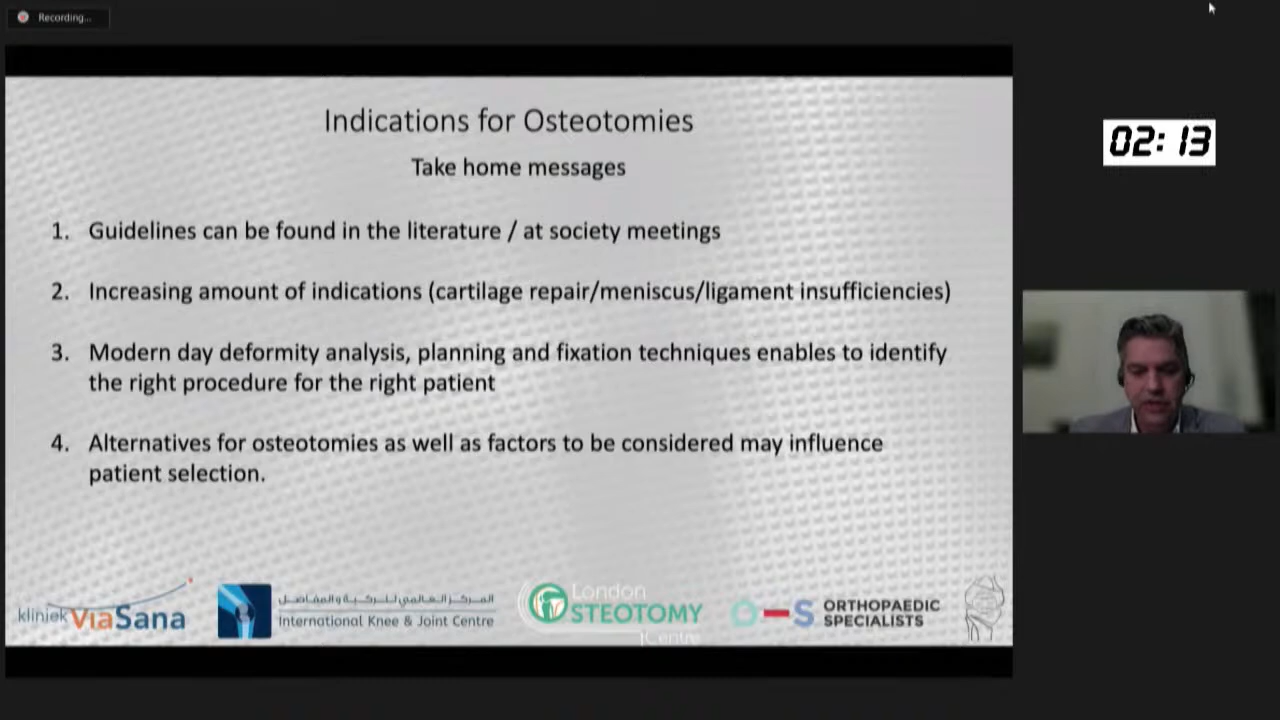 Recording...
Indications for Osteotomies
Take home messages
02:13
1. Guidelines can be found in the literature / at society meetings
2. Increasing amount of indications (cartilage repair/meniscus/ligament insufficiencies)
3. Modern day deformity analysis, planning and fixation techniques enables to identify
the right procedure for the right patient
4. Alternatives for osteotomies as well as factors to be considered may influence
patient selection.
kliniek ViaSana
المركز العالمي للركبة والمفاصل
International Knee & Joint Centre
London
OSTEOTOMY
Centre
O-S
ORTHOPAEDIC
SPECIALISTS